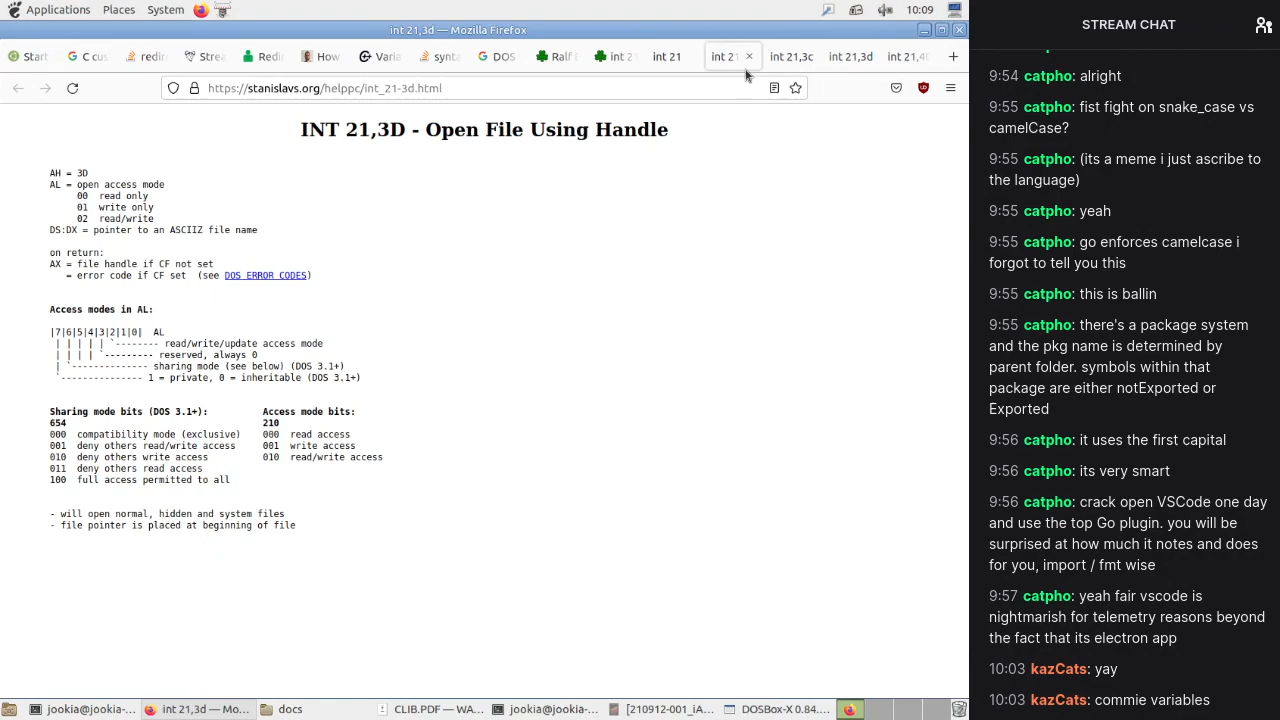 Applications Places System 10:09
int 21,3d — Mozilla Firefox
Start C cus redire Strea Redir How Varia synta DOS Ralf int int 21 int 21 int 21,3c int 21,3d int 21,40
https://stanislavs.org/helppc/int_21-3d.html
INT 21,3D - Open File Using Handle
AH = 3D
AL = open access mode
00 read only
01 write only
02 read/write
DS:DX = pointer to an ASCIIZ file name
on return:
AX = file handle if CF not set
= error code if CF set (see DOS ERROR CODES)
Access modes in AL:
|7|6|5|4|3|2|1|0| AL
| | | | | `-------- read/write/update access mode
| | | | `--------- reserved, always 0
| `-------------- sharing mode (see below) (DOS 3.1+)
`--------------- 1 = private, 0 = inheritable (DOS 3.1+)
Sharing mode bits (DOS 3.1+): Access mode bits:
654 210
000 compatibility mode (exclusive) 000 read access
001 deny others read/write access 001 write access
010 deny others write access 010 read/write access
011 deny others read access
100 full access permitted to all
- will open normal, hidden and system files
- file pointer is placed at beginning of file
jookia@jookia-... int 21,3d — Mo... docs CLIB.PDF — WA... jookia@jookia-... [210912-001_iA... DOSBox-X 0.84....
STREAM CHAT
9:54 catpho: alright
9:55 catpho: fist fight on snake_case vs
camelCase?
9:55 catpho: (its a meme i just ascribe to
the language)
9:55 catpho: yeah
9:55 catpho: go enforces camelcase i
forgot to tell you this
9:55 catpho: this is ballin
9:55 catpho: there's a package system
and the pkg name is determined by
parent folder. symbols within that
package are either notExported or
Exported
9:56 catpho: it uses the first capital
9:56 catpho: its very smart
9:56 catpho: crack open VSCode one day
and use the top Go plugin. you will be
surprised at how much it notes and does
for you, import / fmt wise
9:57 catpho: yeah fair vscode is
nightmarish for telemetry reasons beyond
the fact that its electron app
10:03 kazCats: yay
10:03 kazCats: commie variables